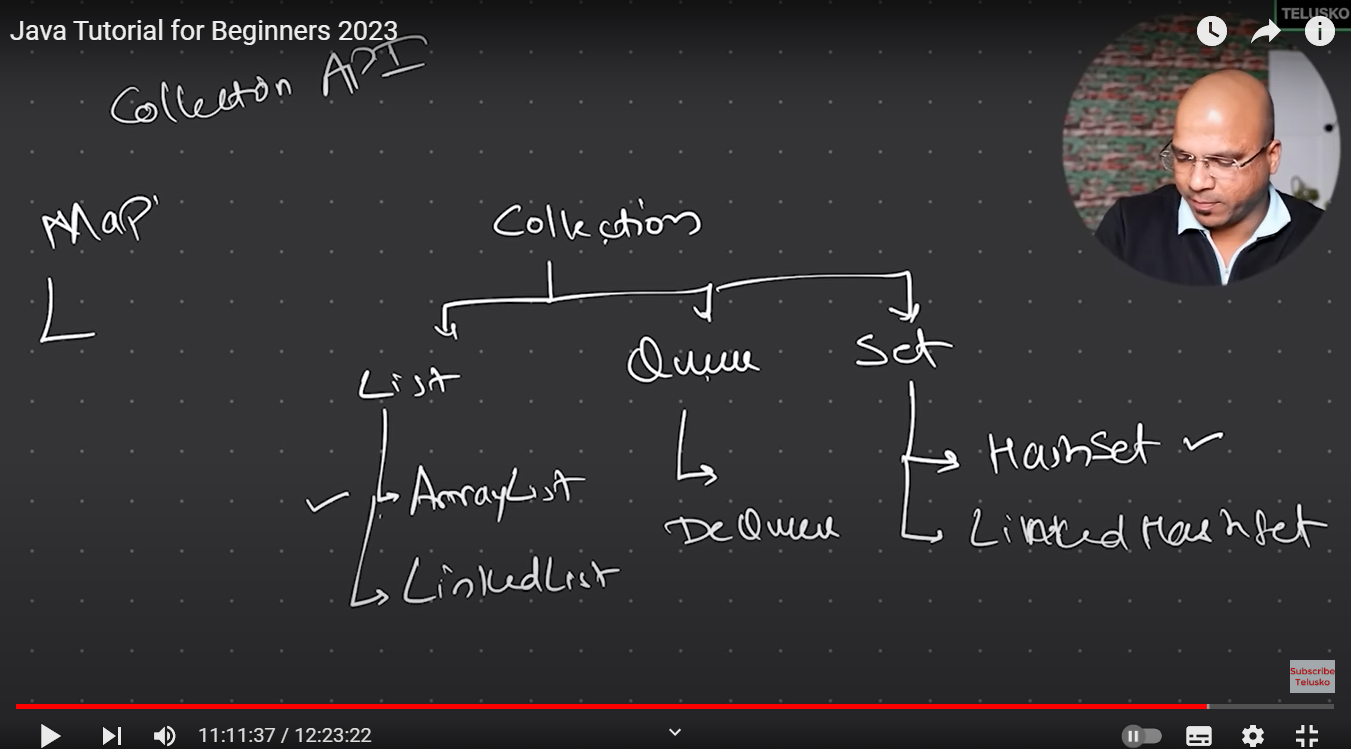 Java Tutorial for Beginners 2023
TELUSKO
Collection API
Map
Collections
List
Queue
Set
ArrayList
HashSet
DeQueue
LinkedHashSet
LinkedList
Subscribe
Telusko
11:11:37 / 12:23:22